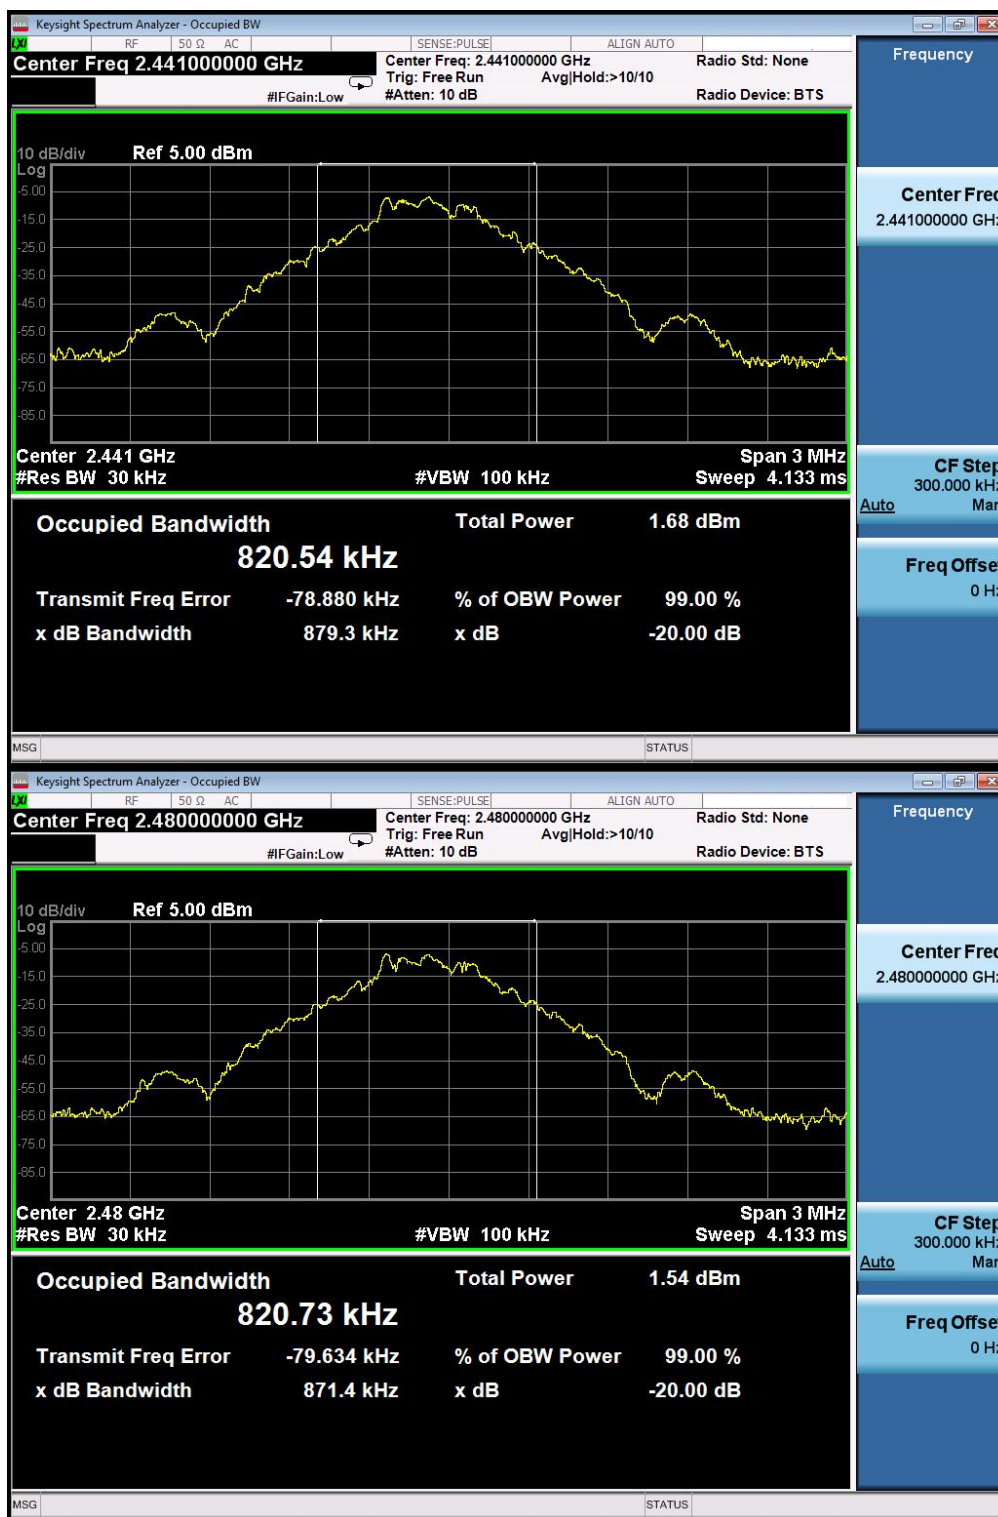 Keysight Spectrum Analyzer - Occupied BW
LXI RF 50 Ω AC SENSE:PULSE ALIGN AUTO
Center Freq 2.441000000 GHz
Center Freq: 2.441000000 GHz Radio Std: None
Trig: Free Run Avg|Hold:>10/10
#IFGain:Low #Atten: 10 dB Radio Device: BTS
Frequency
10 dB/div Ref 5.00 dBm
Log
-5.00
-15.0
-25.0
-35.0
-45.0
-55.0
-65.0
-75.0
-85.0
Center Freq
2.441000000 GHz
Center 2.441 GHz Span 3 MHz
#Res BW 30 kHz #VBW 100 kHz Sweep 4.133 ms
CF Step
300.000 kHz
Auto Man
Occupied Bandwidth Total Power 1.68 dBm
820.54 kHz
Transmit Freq Error -78.880 kHz % of OBW Power 99.00 %
x dB Bandwidth 879.3 kHz x dB -20.00 dB
Freq Offset
0 Hz
MSG STATUS
Keysight Spectrum Analyzer - Occupied BW
LXI RF 50 Ω AC SENSE:PULSE ALIGN AUTO
Center Freq 2.480000000 GHz
Center Freq: 2.480000000 GHz Radio Std: None
Trig: Free Run Avg|Hold:>10/10
#IFGain:Low #Atten: 10 dB Radio Device: BTS
Frequency
10 dB/div Ref 5.00 dBm
Log
-5.00
-15.0
-25.0
-35.0
-45.0
-55.0
-65.0
-75.0
-85.0
Center Freq
2.480000000 GHz
Center 2.48 GHz Span 3 MHz
#Res BW 30 kHz #VBW 100 kHz Sweep 4.133 ms
CF Step
300.000 kHz
Auto Man
Occupied Bandwidth Total Power 1.54 dBm
820.73 kHz
Transmit Freq Error -79.634 kHz % of OBW Power 99.00 %
x dB Bandwidth 871.4 kHz x dB -20.00 dB
Freq Offset
0 Hz
MSG STATUS